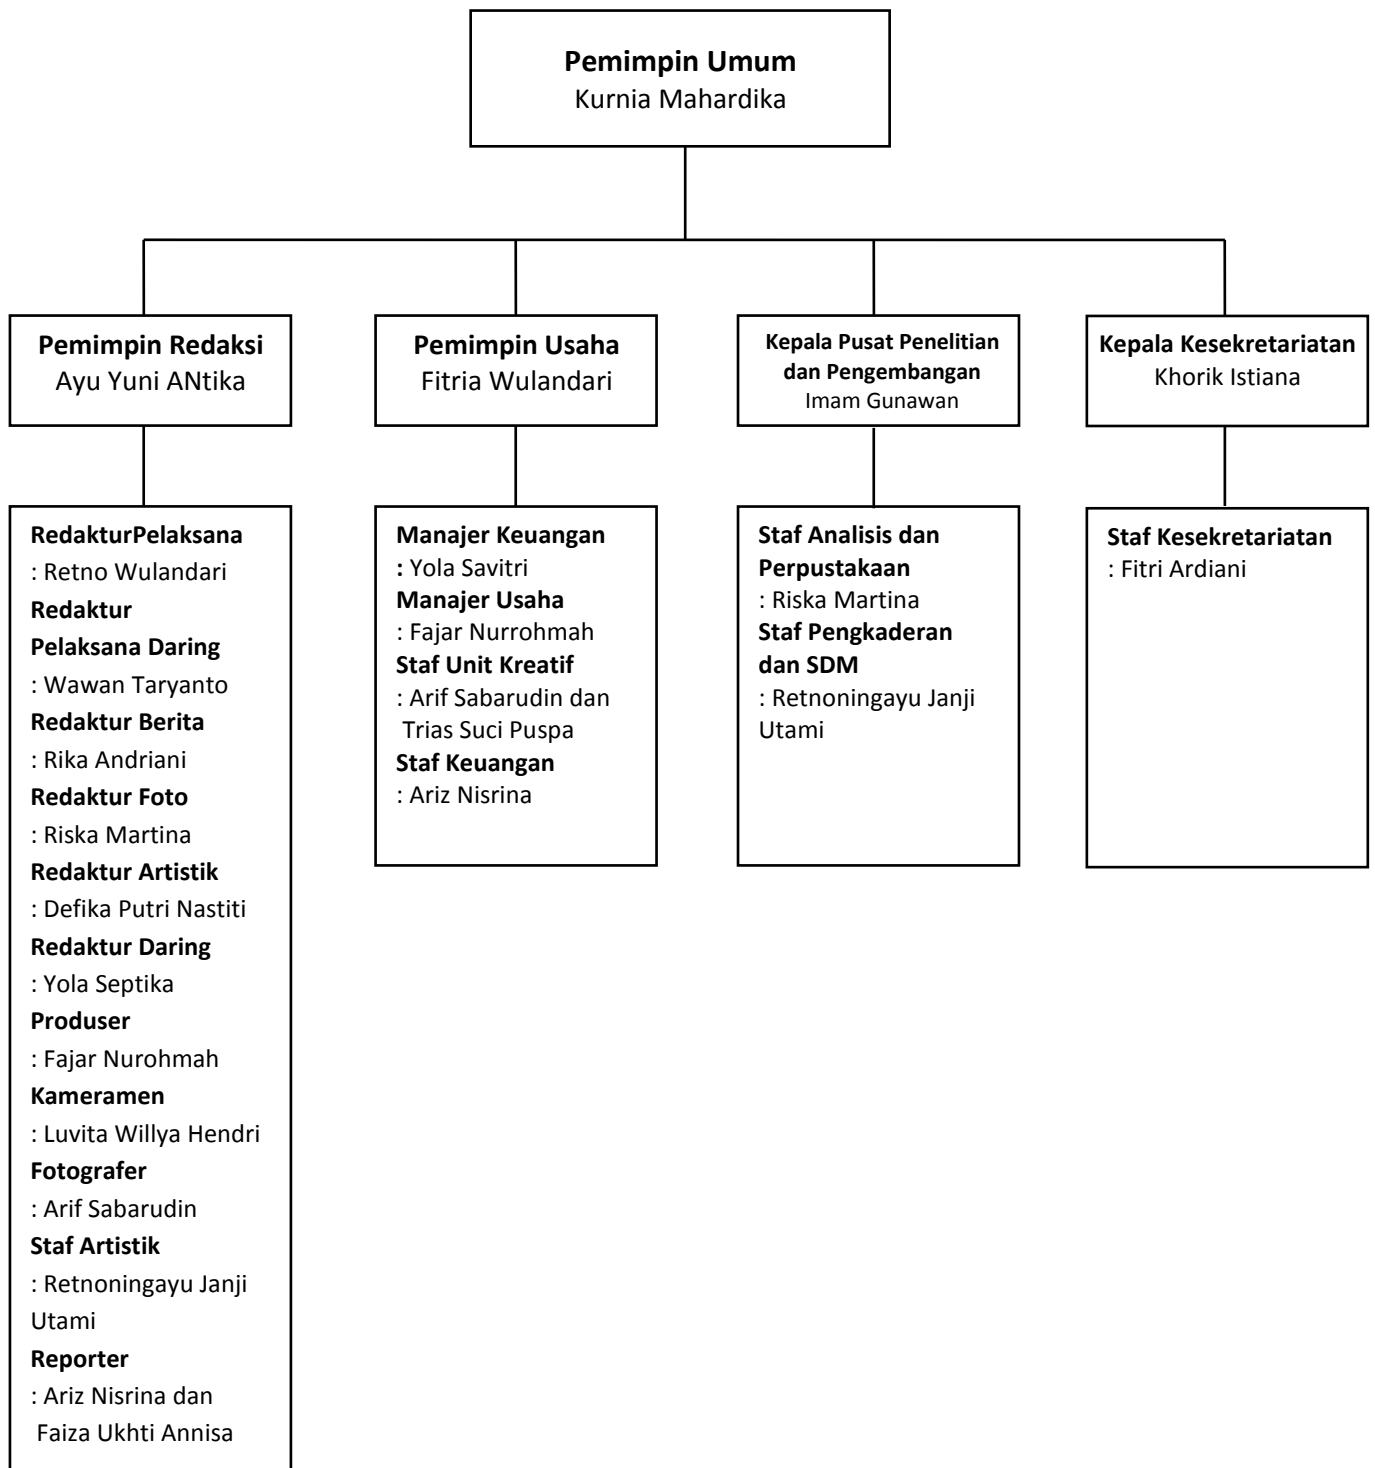 Pemimpin Umum
Kurnia Mahardika
Pemimpin Redaksi
Ayu Yuni ANtika
Pemimpin Usaha
Fitria Wulandari
Kepala Pusat Penelitian
dan Pengembangan
Imam Gunawan
Kepala Kesekretariatan
Khorik Istiana
RedakturPelaksana
: Retno Wulandari
Redaktur
Pelaksana Daring
: Wawan Taryanto
Redaktur Berita
: Rika Andriani
Redaktur Foto
: Riska Martina
Redaktur Artistik
: Defika Putri Nastiti
Redaktur Daring
: Yola Septika
Produser
: Fajar Nurohmah
Kameramen
: Luvita Willya Hendri
Fotografer
: Arif Sabarudin
Staf Artistik
: Retnoningayu Janji
Utami
Reporter
: Ariz Nisrina dan
Faiza Ukhti Annisa
Manajer Keuangan
: Yola Savitri
Manajer Usaha
: Fajar Nurrohmah
Staf Unit Kreatif
: Arif Sabarudin dan
Trias Suci Puspa
Staf Keuangan
: Ariz Nisrina
Staf Analisis dan
Perpustakaan
: Riska Martina
Staf Pengkaderan
dan SDM
: Retnoningayu Janji
Utami
Staf Kesekretariatan
: Fitri Ardiani